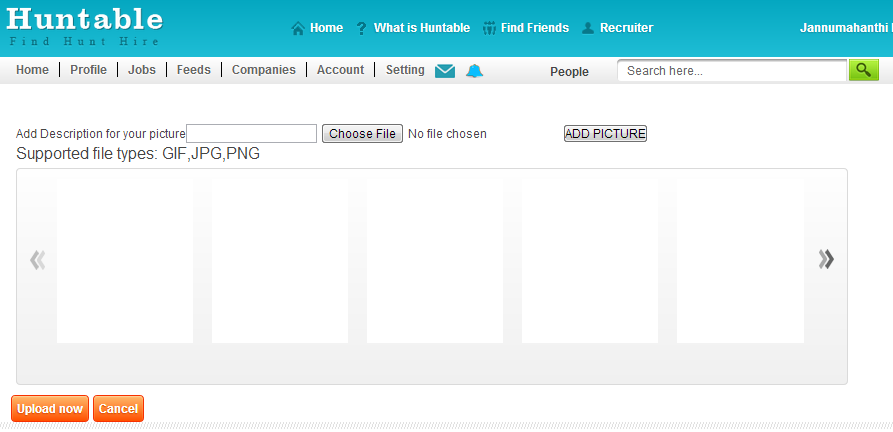 Huntable
Find Hunt Hire
Home ? What is Huntable Find Friends Recruiter Jannumahanthi
Home Profile Jobs Feeds Companies Account Setting People Search here...
Add Description for your picture Choose File No file chosen ADD PICTURE
Supported file types: GIF,JPG,PNG
Upload now Cancel